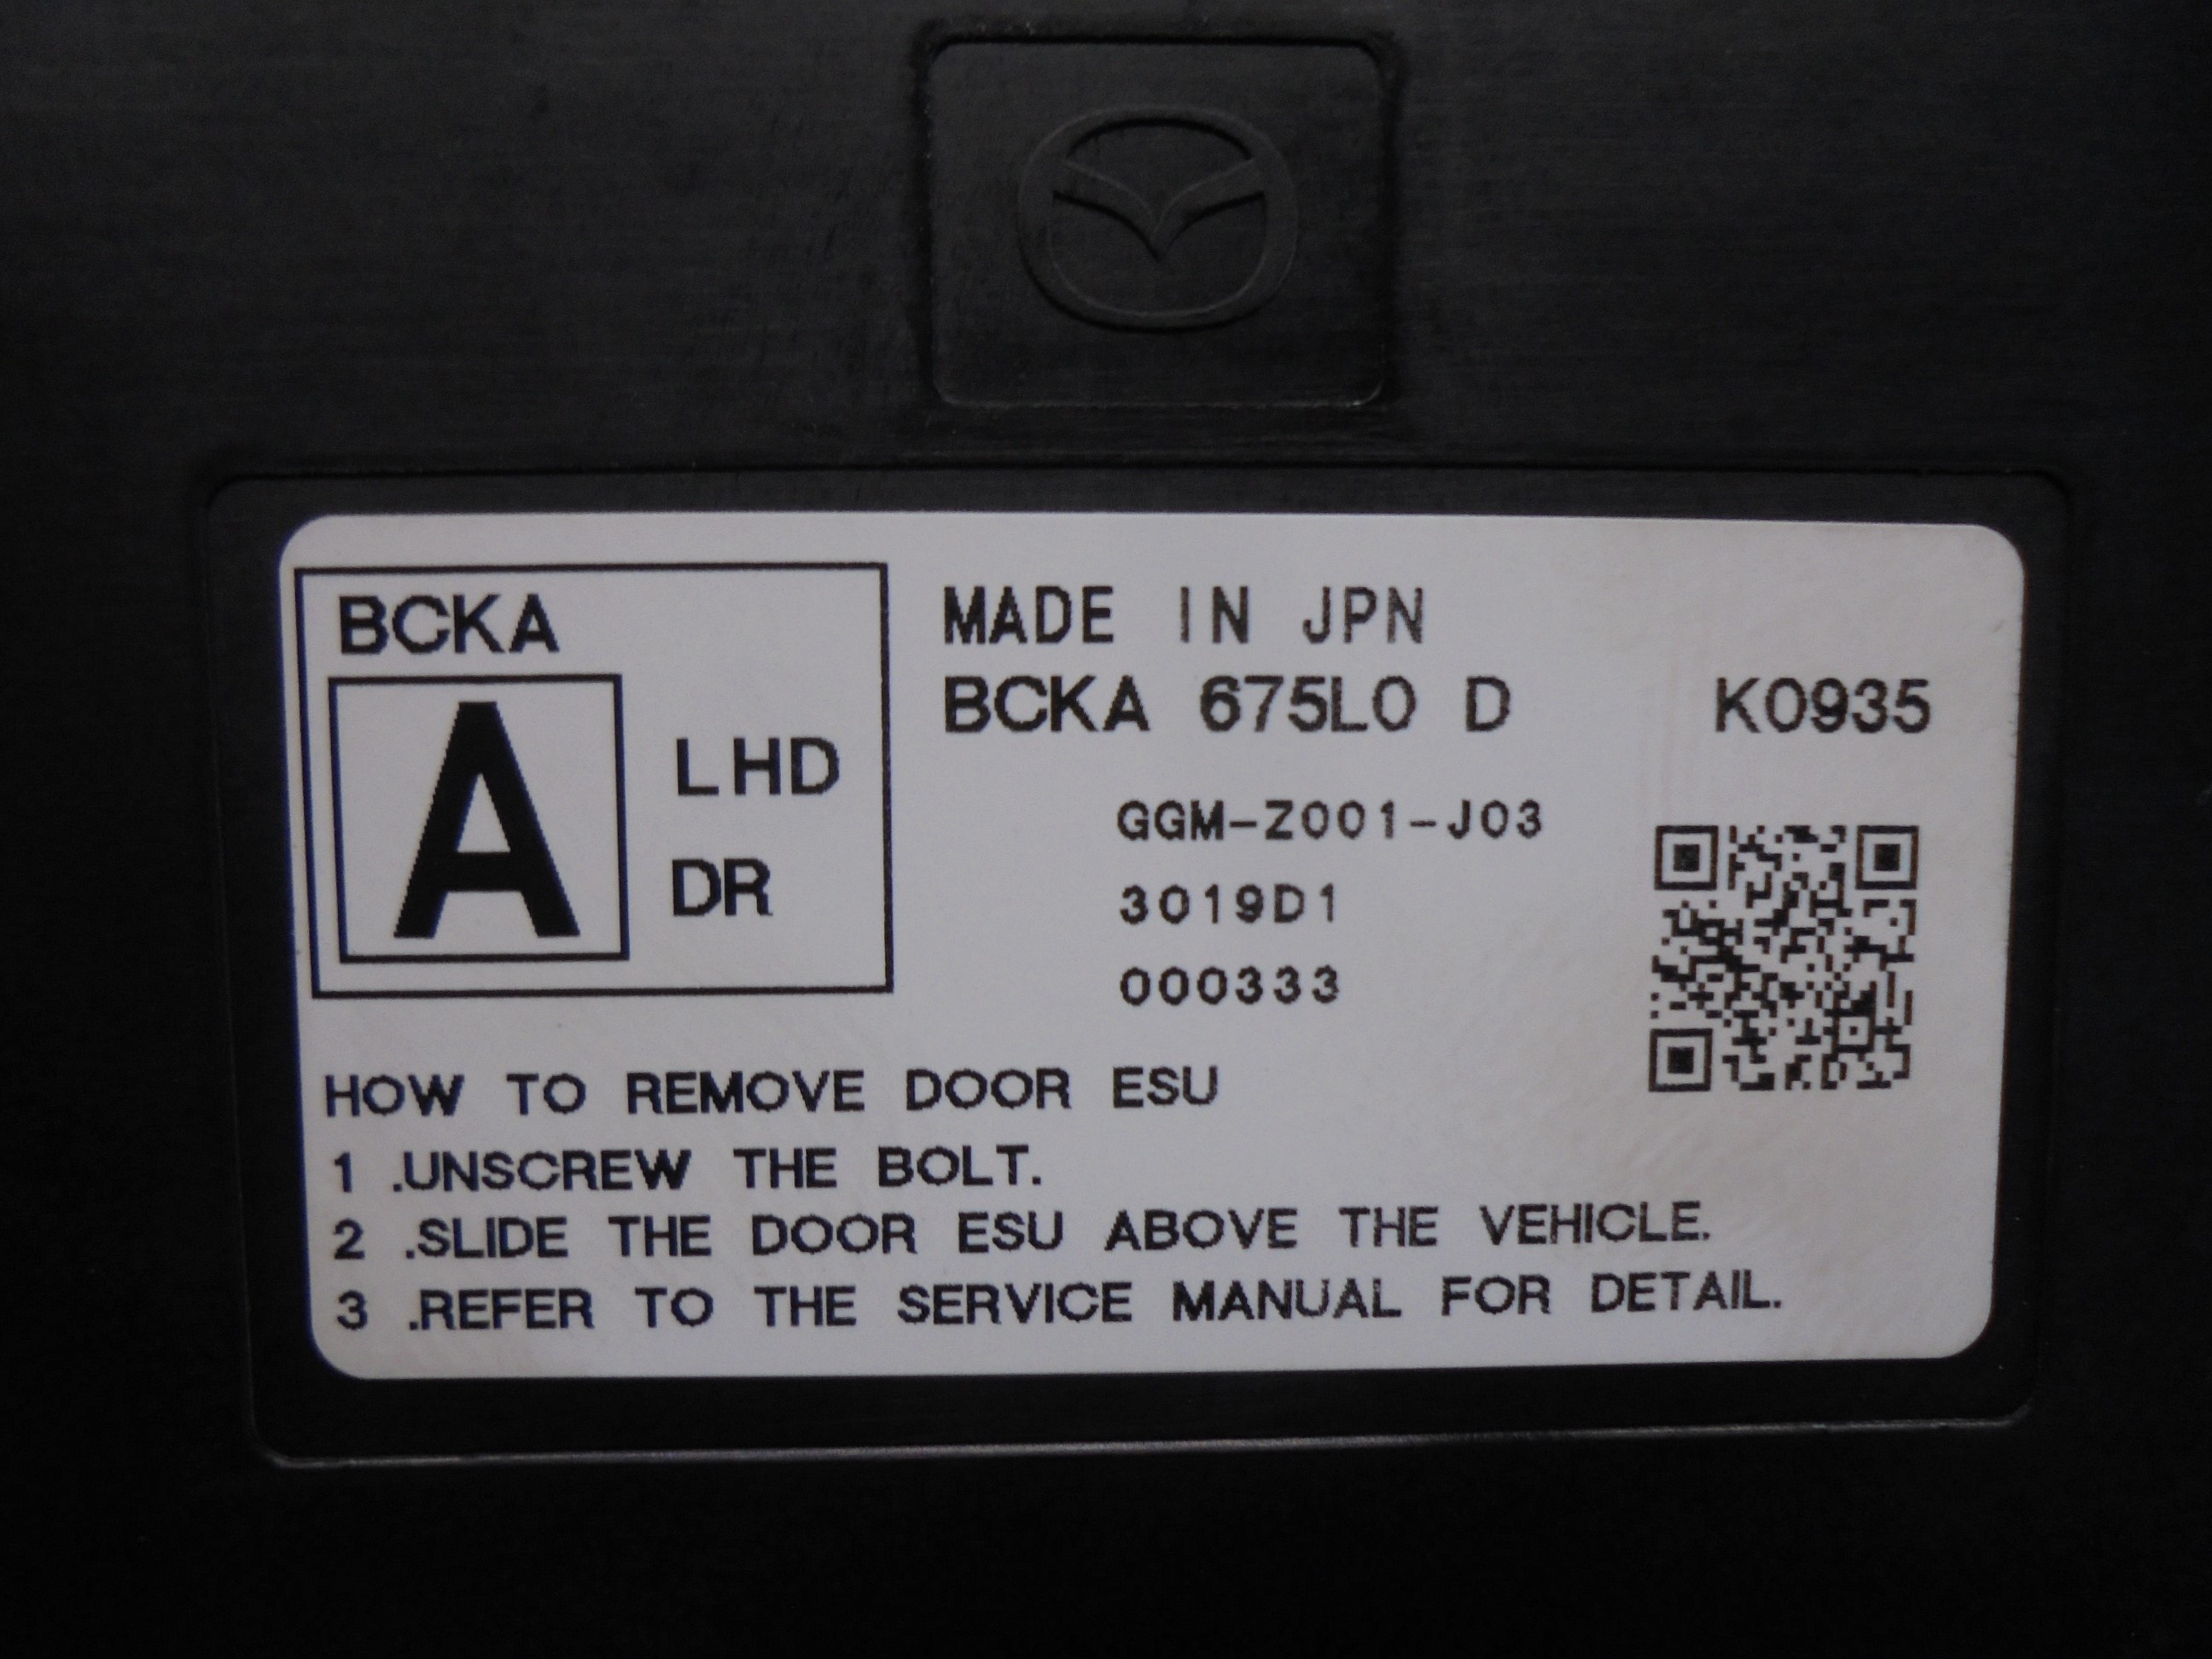 BCKA
A
LHD
DR
MADE IN JPN
BCKA 675L0 D K0935
GGM-Z001-J03
3019D1
000333
HOW TO REMOVE DOOR ESU
1 .UNSCREW THE BOLT.
2 .SLIDE THE DOOR ESU ABOVE THE VEHICLE.
3 .REFER TO THE SERVICE MANUAL FOR DETAIL.